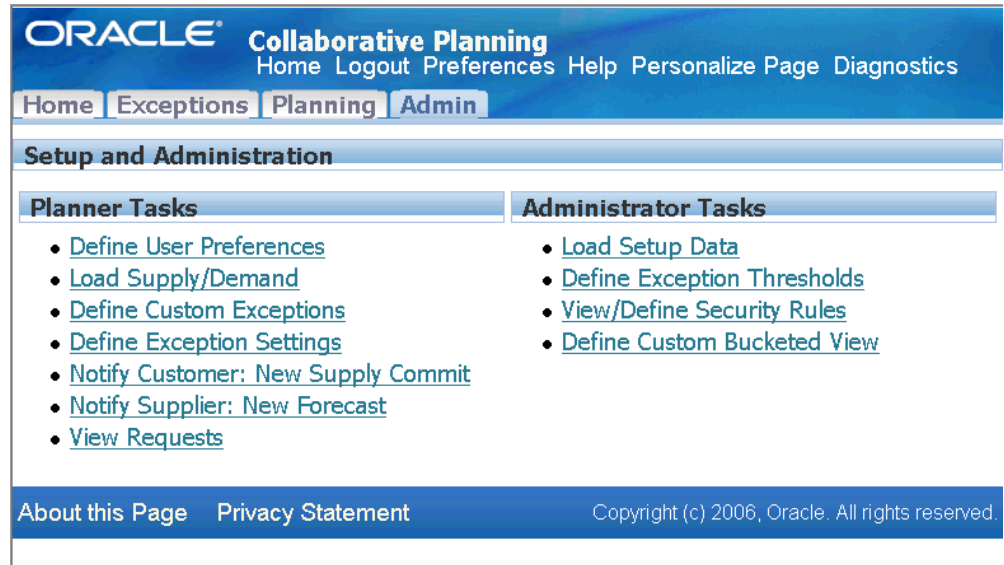 ORACLE® Collaborative Planning
Home Logout Preferences Help Personalize Page Diagnostics
Home Exceptions Planning Admin
Setup and Administration
Planner Tasks
Define User Preferences
Load Supply/Demand
Define Custom Exceptions
Define Exception Settings
Notify Customer: New Supply Commit
Notify Supplier: New Forecast
View Requests
Administrator Tasks
Load Setup Data
Define Exception Thresholds
View/Define Security Rules
Define Custom Bucketed View
About this Page Privacy Statement Copyright (c) 2006, Oracle. All rights reserved.